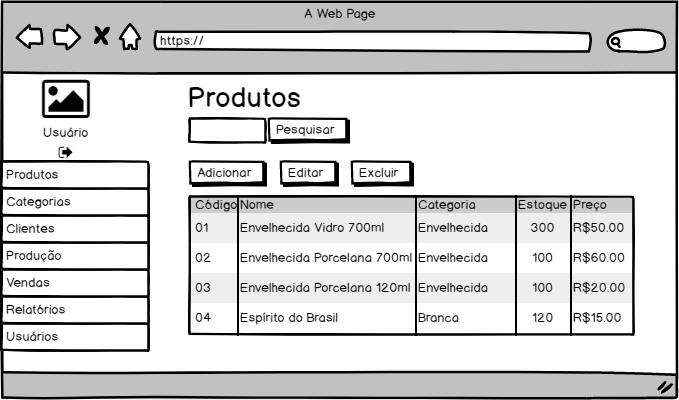 A Web Page
https://
Usuário
Produtos
Categorias
Clientes
Produção
Vendas
Relatórios
Usuários
Produtos
Pesquisar
Adicionar Editar Excluir
Código Nome Categoria Estoque Preço
01 Envelhecida Vidro 700ml Envelhecida 300 R$50.00
02 Envelhecida Porcelana 700ml Envelhecida 100 R$60.00
03 Envelhecida Porcelana 120ml Envelhecida 100 R$20.00
04 Espírito do Brasil Branca 120 R$15.00